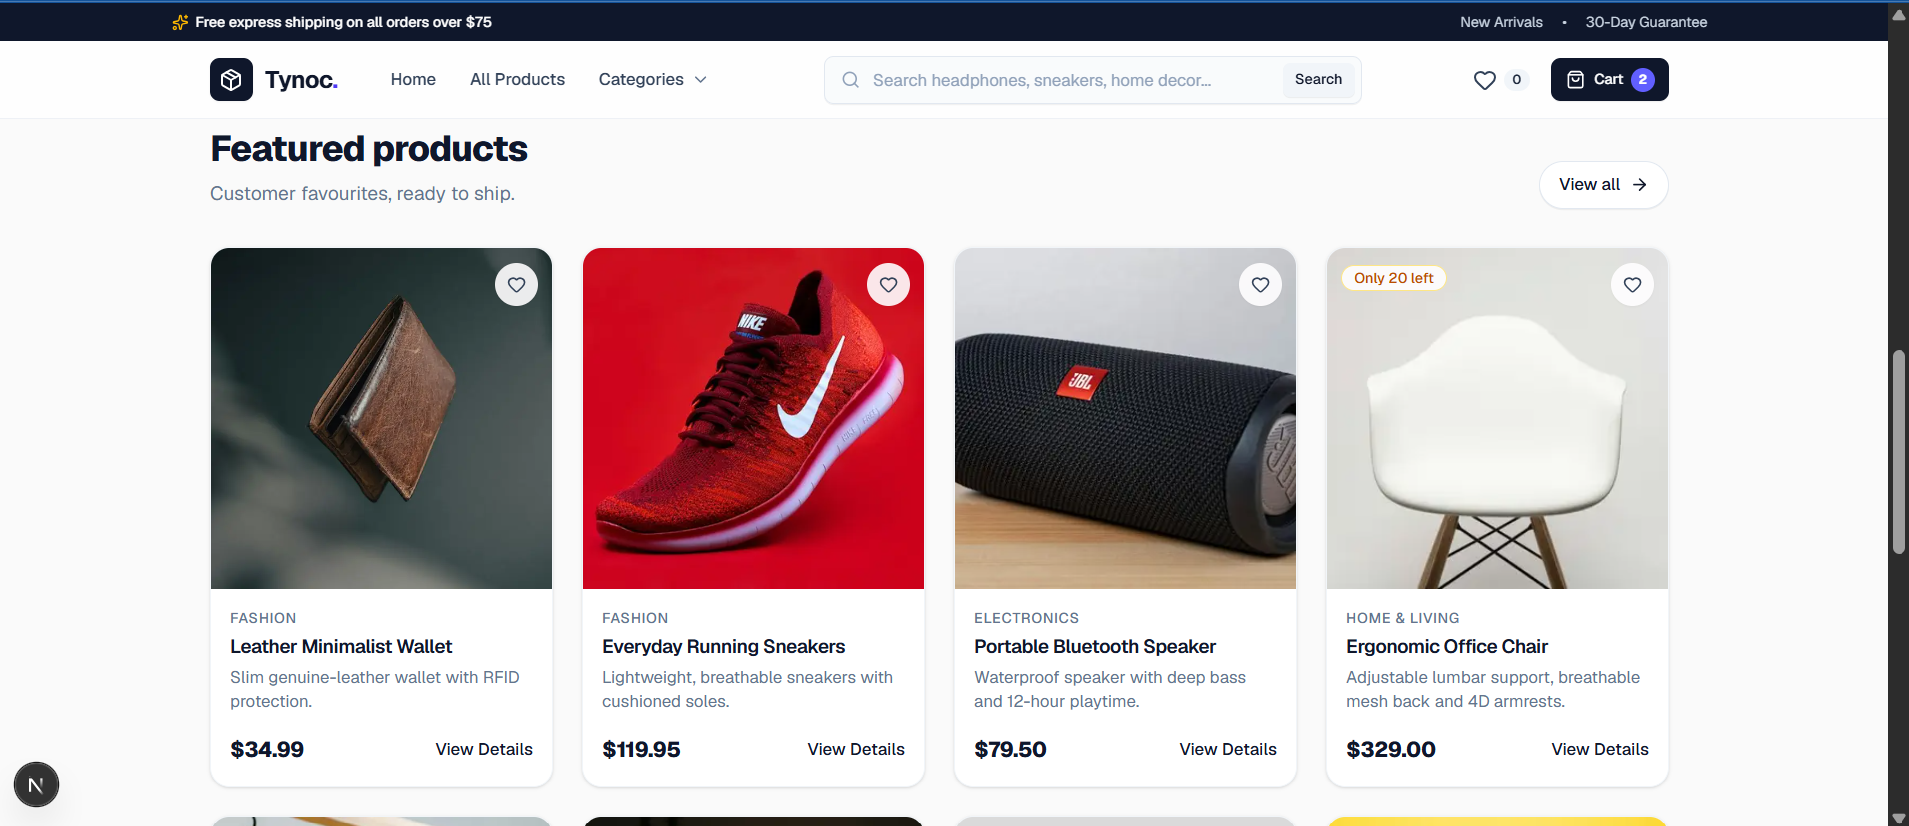 Free express shipping on all orders over $75
New Arrivals • 30-Day Guarantee
Tynoc.
Home
All Products
Categories
Search headphones, sneakers, home decor...
Search
0
Cart 2
Featured products
Customer favourites, ready to ship.
View all
NIKE
JBL
Only 20 left
FASHION
Leather Minimalist Wallet
Slim genuine-leather wallet with RFID
protection.
$34.99
View Details
FASHION
Everyday Running Sneakers
Lightweight, breathable sneakers with
cushioned soles.
$119.95
View Details
ELECTRONICS
Portable Bluetooth Speaker
Waterproof speaker with deep bass
and 12-hour playtime.
$79.50
View Details
HOME & LIVING
Ergonomic Office Chair
Adjustable lumbar support, breathable
mesh back and 4D armrests.
$329.00
View Details
N